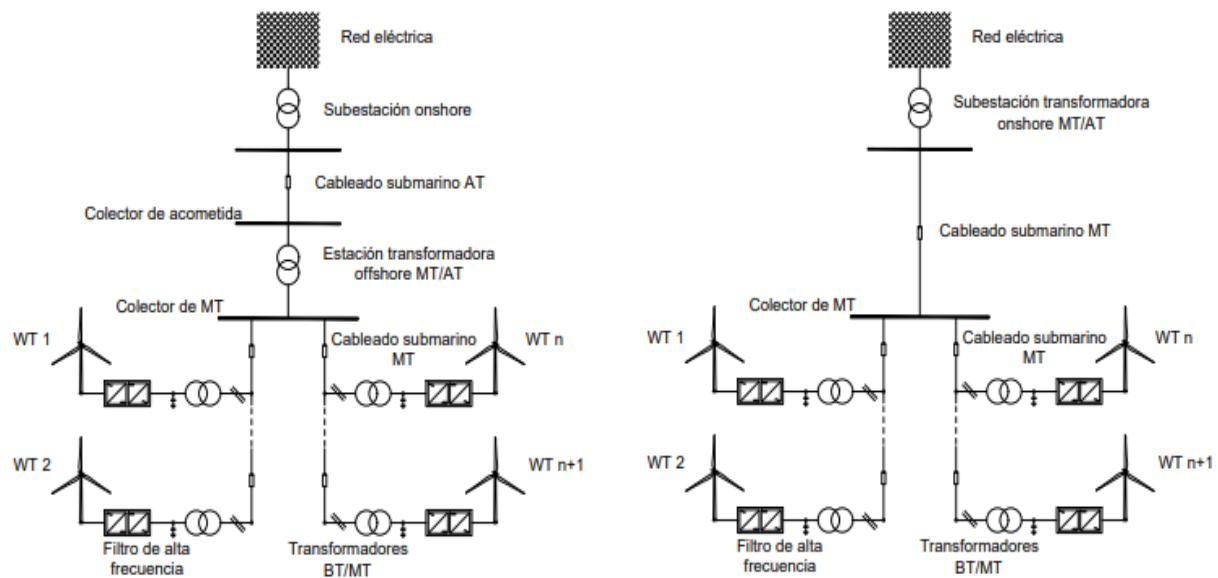 Red eléctrica
Subestación onshore
Cableado submarino AT
Colector de acometida
Estación transformadora
offshore MT/AT
Colector de MT
WT 1
Cableado submarino
MT
WT n
WT 2
WT n+1
Filtro de alta
frecuencia
Transformadores
BT/MT
Red eléctrica
Subestación transformadora
onshore MT/AT
Cableado submarino MT
Colector de MT
WT 1
Cableado submarino
MT
WT n
WT 2
WT n+1
Filtro de alta
frecuencia
Transformadores
BT/MT